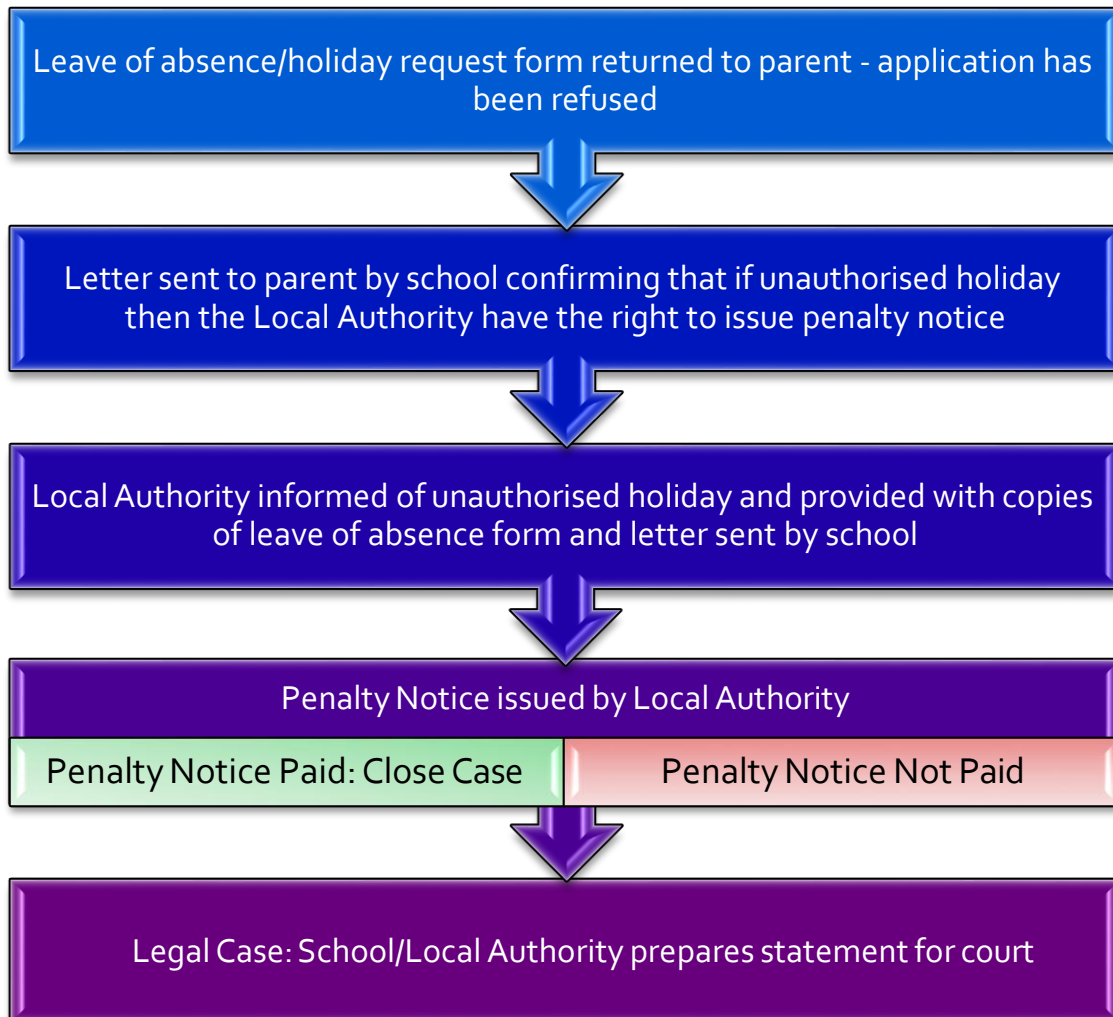 Leave of absence/holiday request form returned to parent - application has
been refused
Letter sent to parent by school confirming that if unauthorised holiday
then the Local Authority have the right to issue penalty notice
Local Authority informed of unauthorised holiday and provided with copies
of leave of absence form and letter sent by school
Penalty Notice issued by Local Authority
Penalty Notice Paid: Close Case
Penalty Notice Not Paid
Legal Case: School/Local Authority prepares statement for court